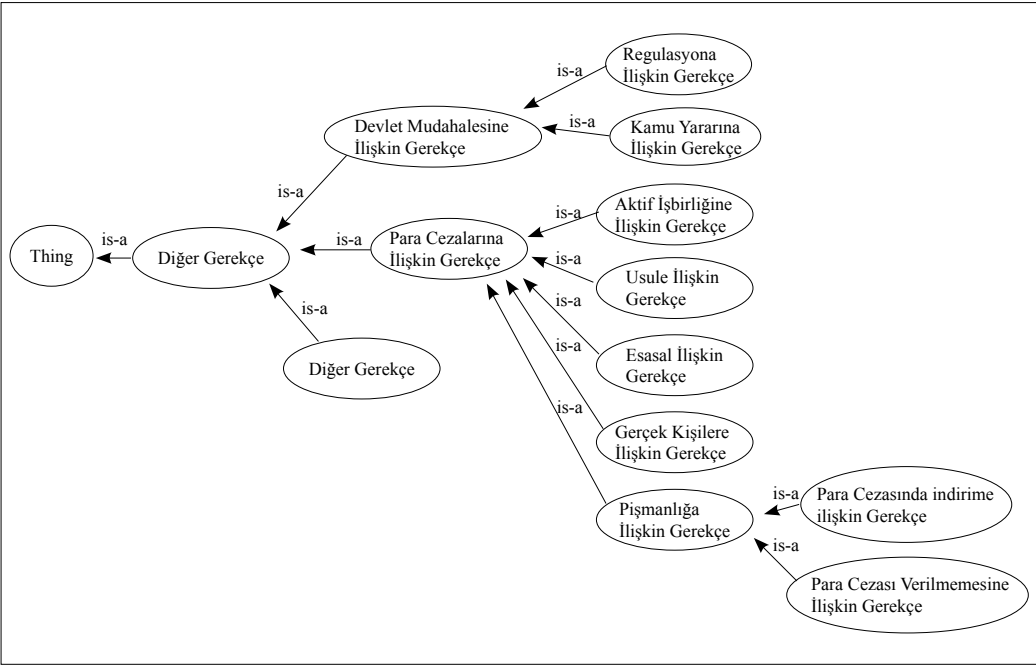 Regulasyona
İlişkin Gerekçe
is-a
Devlet Mudahalesine
İlişkin Gerekçe
is-a
Kamu Yararına
İlişkin Gerekçe
is-a
Aktif İşbirliğine
İlişkin Gerekçe
is-a
Thing
is-a
Diğer Gerekçe
is-a
Para Cezalarına
İlişkin Gerekçe
is-a
Usule İlişkin
Gerekçe
is-a
is-a
Diğer Gerekçe
Esasal İlişkin
Gerekçe
is-a
is-a
Gerçek Kişilere
İlişkin Gerekçe
Pişmanlığa
İlişkin Gerekçe
is-a
Para Cezasında indirime
ilişkin Gerekçe
is-a
Para Cezası Verilmemesine
İlişkin Gerekçe